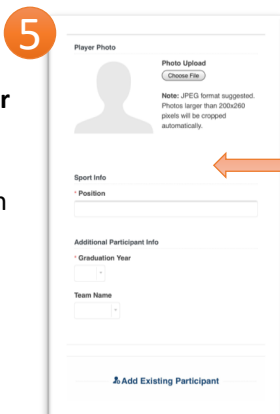 5
Player Photo
Photo Upload
Choose File
Note: JPEG format suggested.
Photos larger than 200x260
pixels will be cropped
automatically.
r
n
Sport Info
* Position
Additional Participant Info
* Graduation Year
Team Name
Add Existing Participant